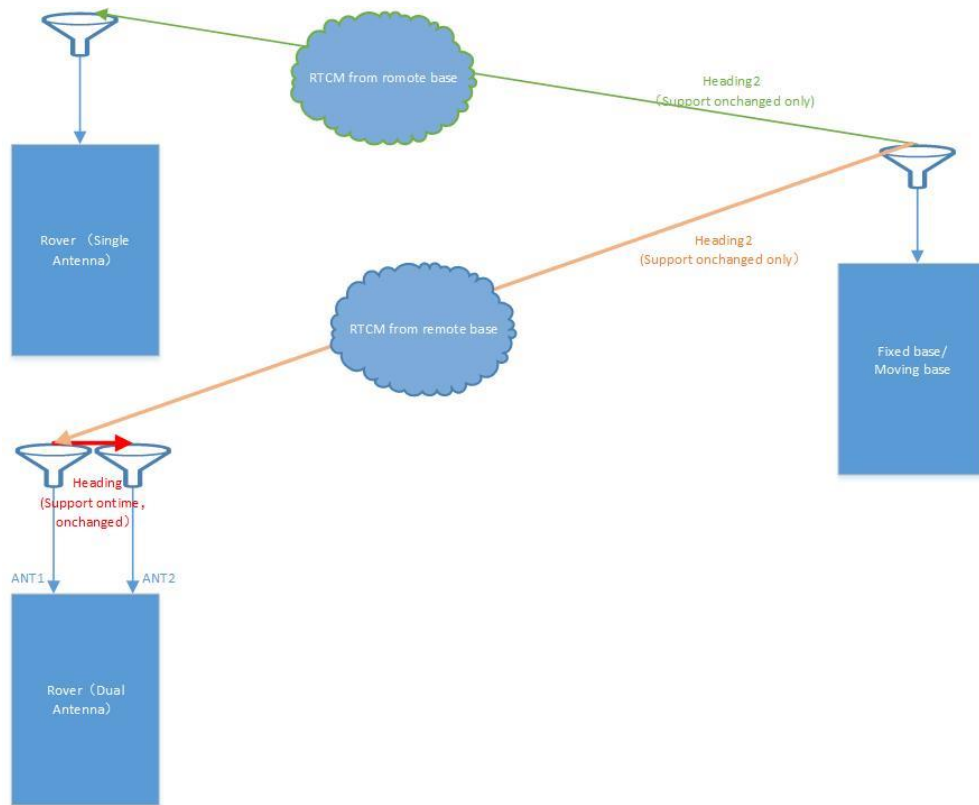 RTCM from romote base
Heading2
（Support onchanged only)
Rover （Single
Antenna）
Heading2
(Support onchanged only）
RTCM from remote base
Fixed base/
Moving base
Heading
(Support ontime，
onchanged）
ANT1
ANT2
Rover（Dual
Antenna）